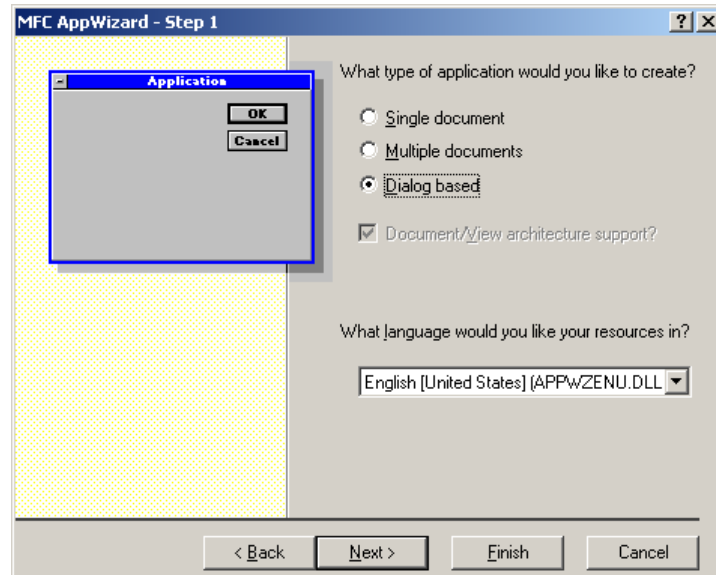 MFC AppWizard - Step 1
Application
OK
Cancel
What type of application would you like to create?
Single document
Multiple documents
Dialog based
Document/View architecture support?
What language would you like your resources in?
English [United States] (APPWZENU.DLL
< Back
Next >
Finish
Cancel